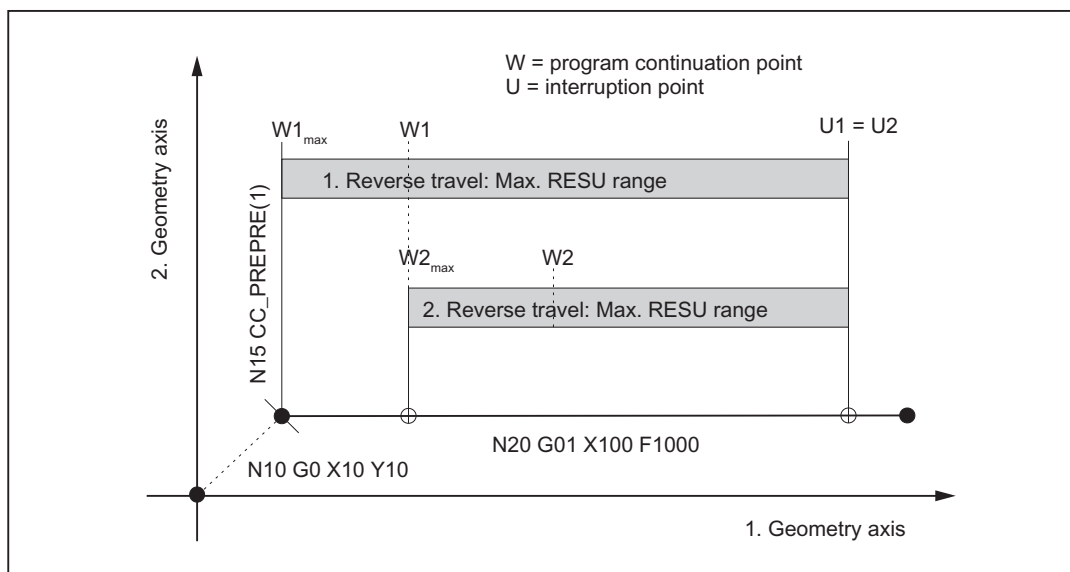 W = program continuation point
U = interruption point
W1max
W1
U1 = U2
1. Reverse travel: Max. RESU range
W2max
W2
2. Reverse travel: Max. RESU range
2. Geometry axis
N15 CC_PREPRE(1)
N20 G01 X100 F1000
N10 G0 X10 Y10
1. Geometry axis